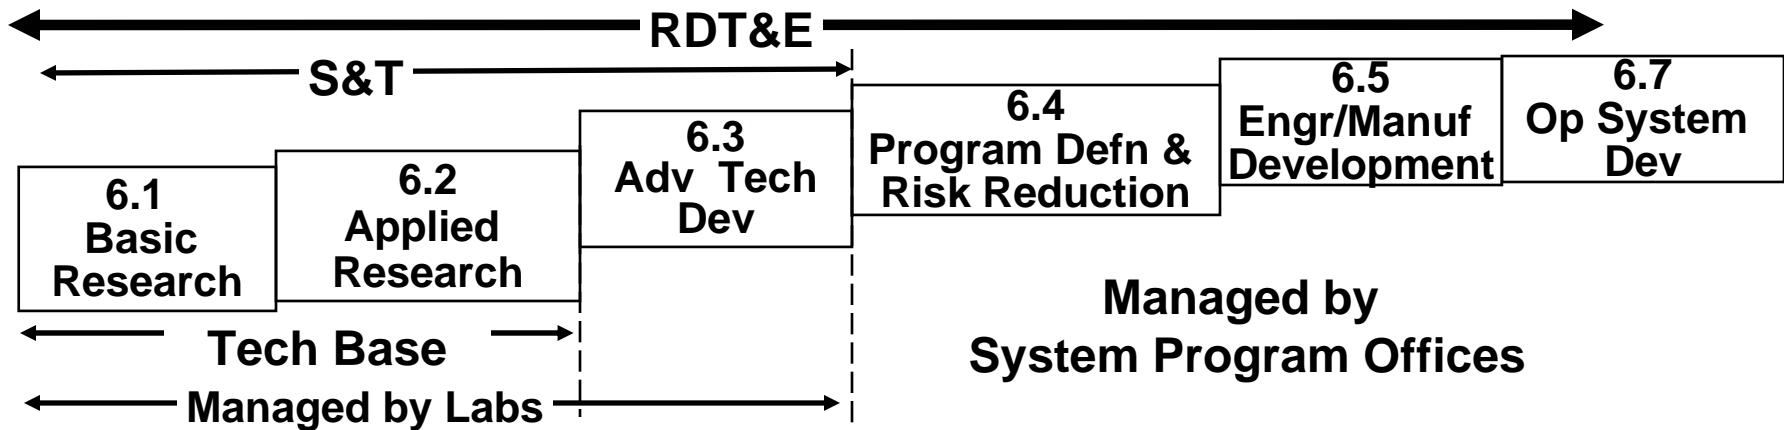 RDT&E
S&T
6.1
Basic
Research
6.2
Applied
Research
6.3
Adv Tech
Dev
6.4
Program Defn &
Risk Reduction
6.5
Engr/Manuf
Development
6.7
Op System
Dev
Tech Base
Managed by Labs
Managed by
System Program Offices